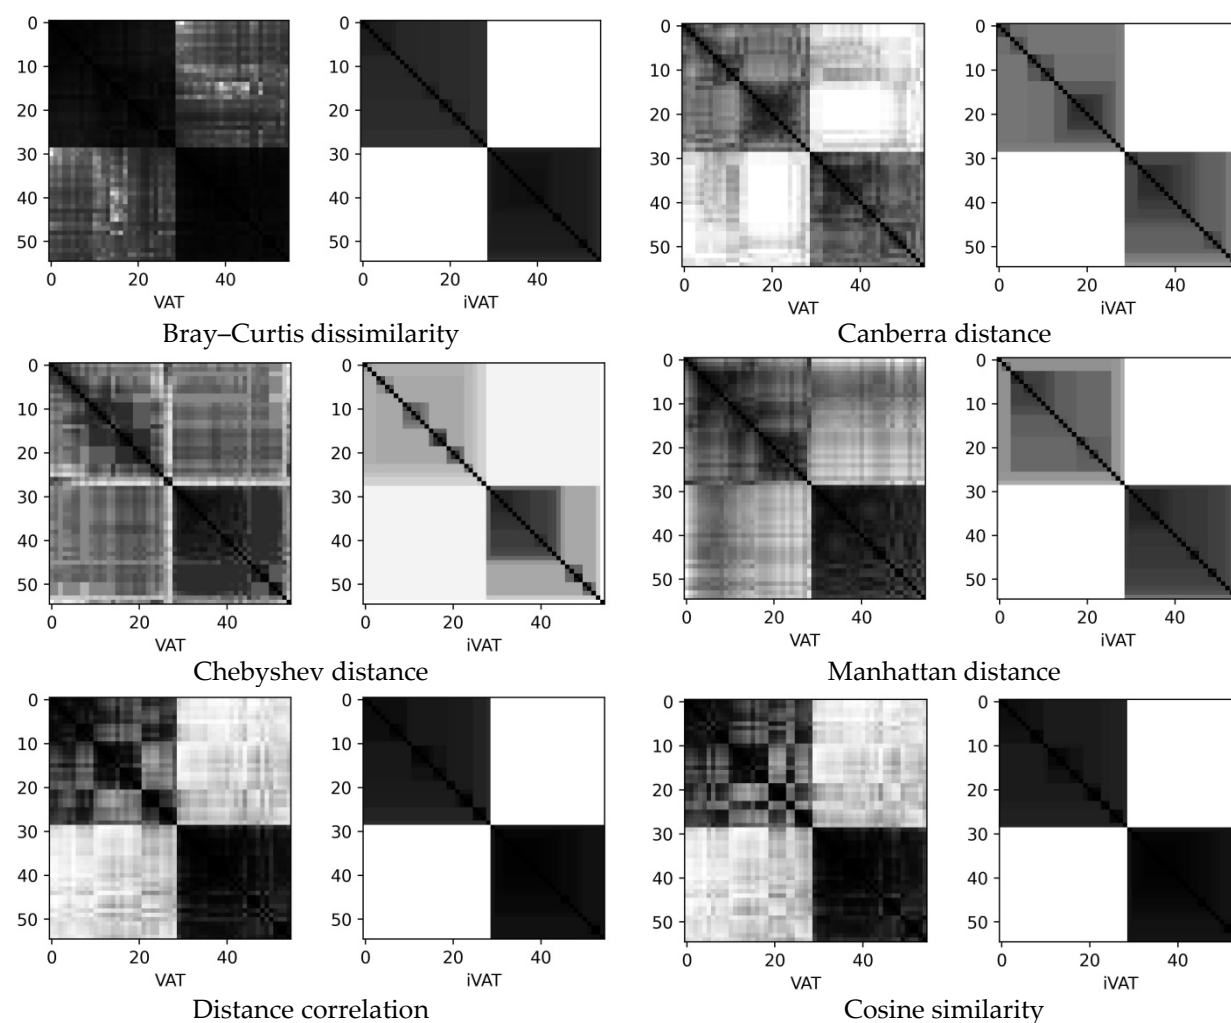 0
10
20
30
40
50
0 20 40
VAT
0
10
20
30
40
50
0 20 40
iVAT
Bray–Curtis dissimilarity
0
10
20
30
40
50
0 20 40
VAT
0
10
20
30
40
50
0 20 40
iVAT
Canberra distance
0
10
20
30
40
50
0 20 40
VAT
0
10
20
30
40
50
0 20 40
iVAT
Chebyshev distance
0
10
20
30
40
50
0 20 40
VAT
0
10
20
30
40
50
0 20 40
iVAT
Manhattan distance
0
10
20
30
40
50
0 20 40
VAT
0
10
20
30
40
50
0 20 40
iVAT
Distance correlation
0
10
20
30
40
50
0 20 40
VAT
0
10
20
30
40
50
0 20 40
iVAT
Cosine similarity